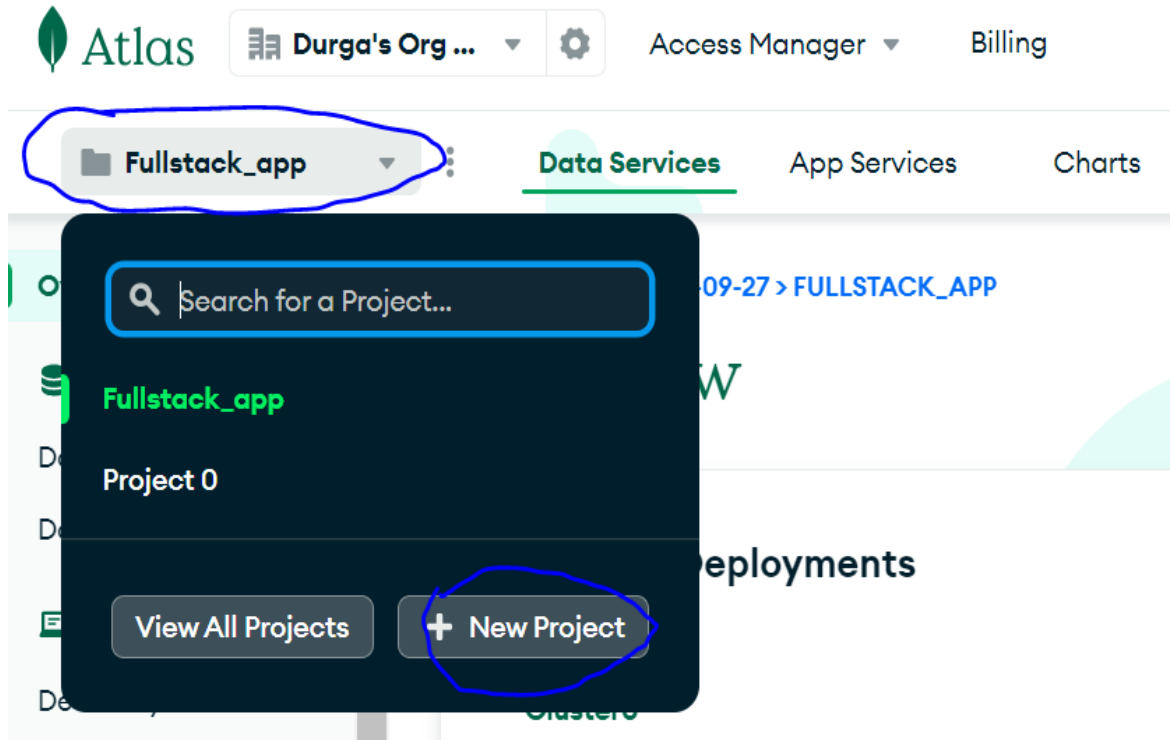 Atlas
Durga's Org ...
Access Manager
Billing
Fullstack_app
Data Services
App Services
Charts
Search for a Project...
-09-27 > FULLSTACK_APP
Fullstack_app
Project 0
eployments
View All Projects
+ New Project